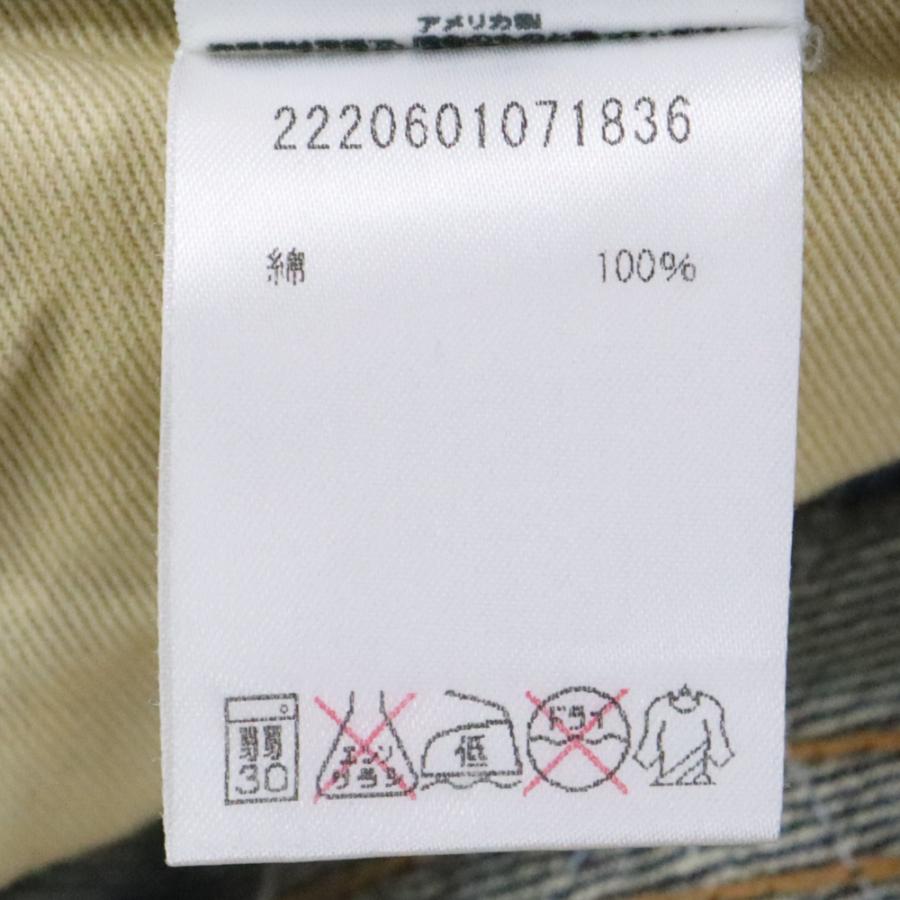 アメリカ製
2220601071836
綿 100%
弱 30
エンソ サラシ
低
ドライ